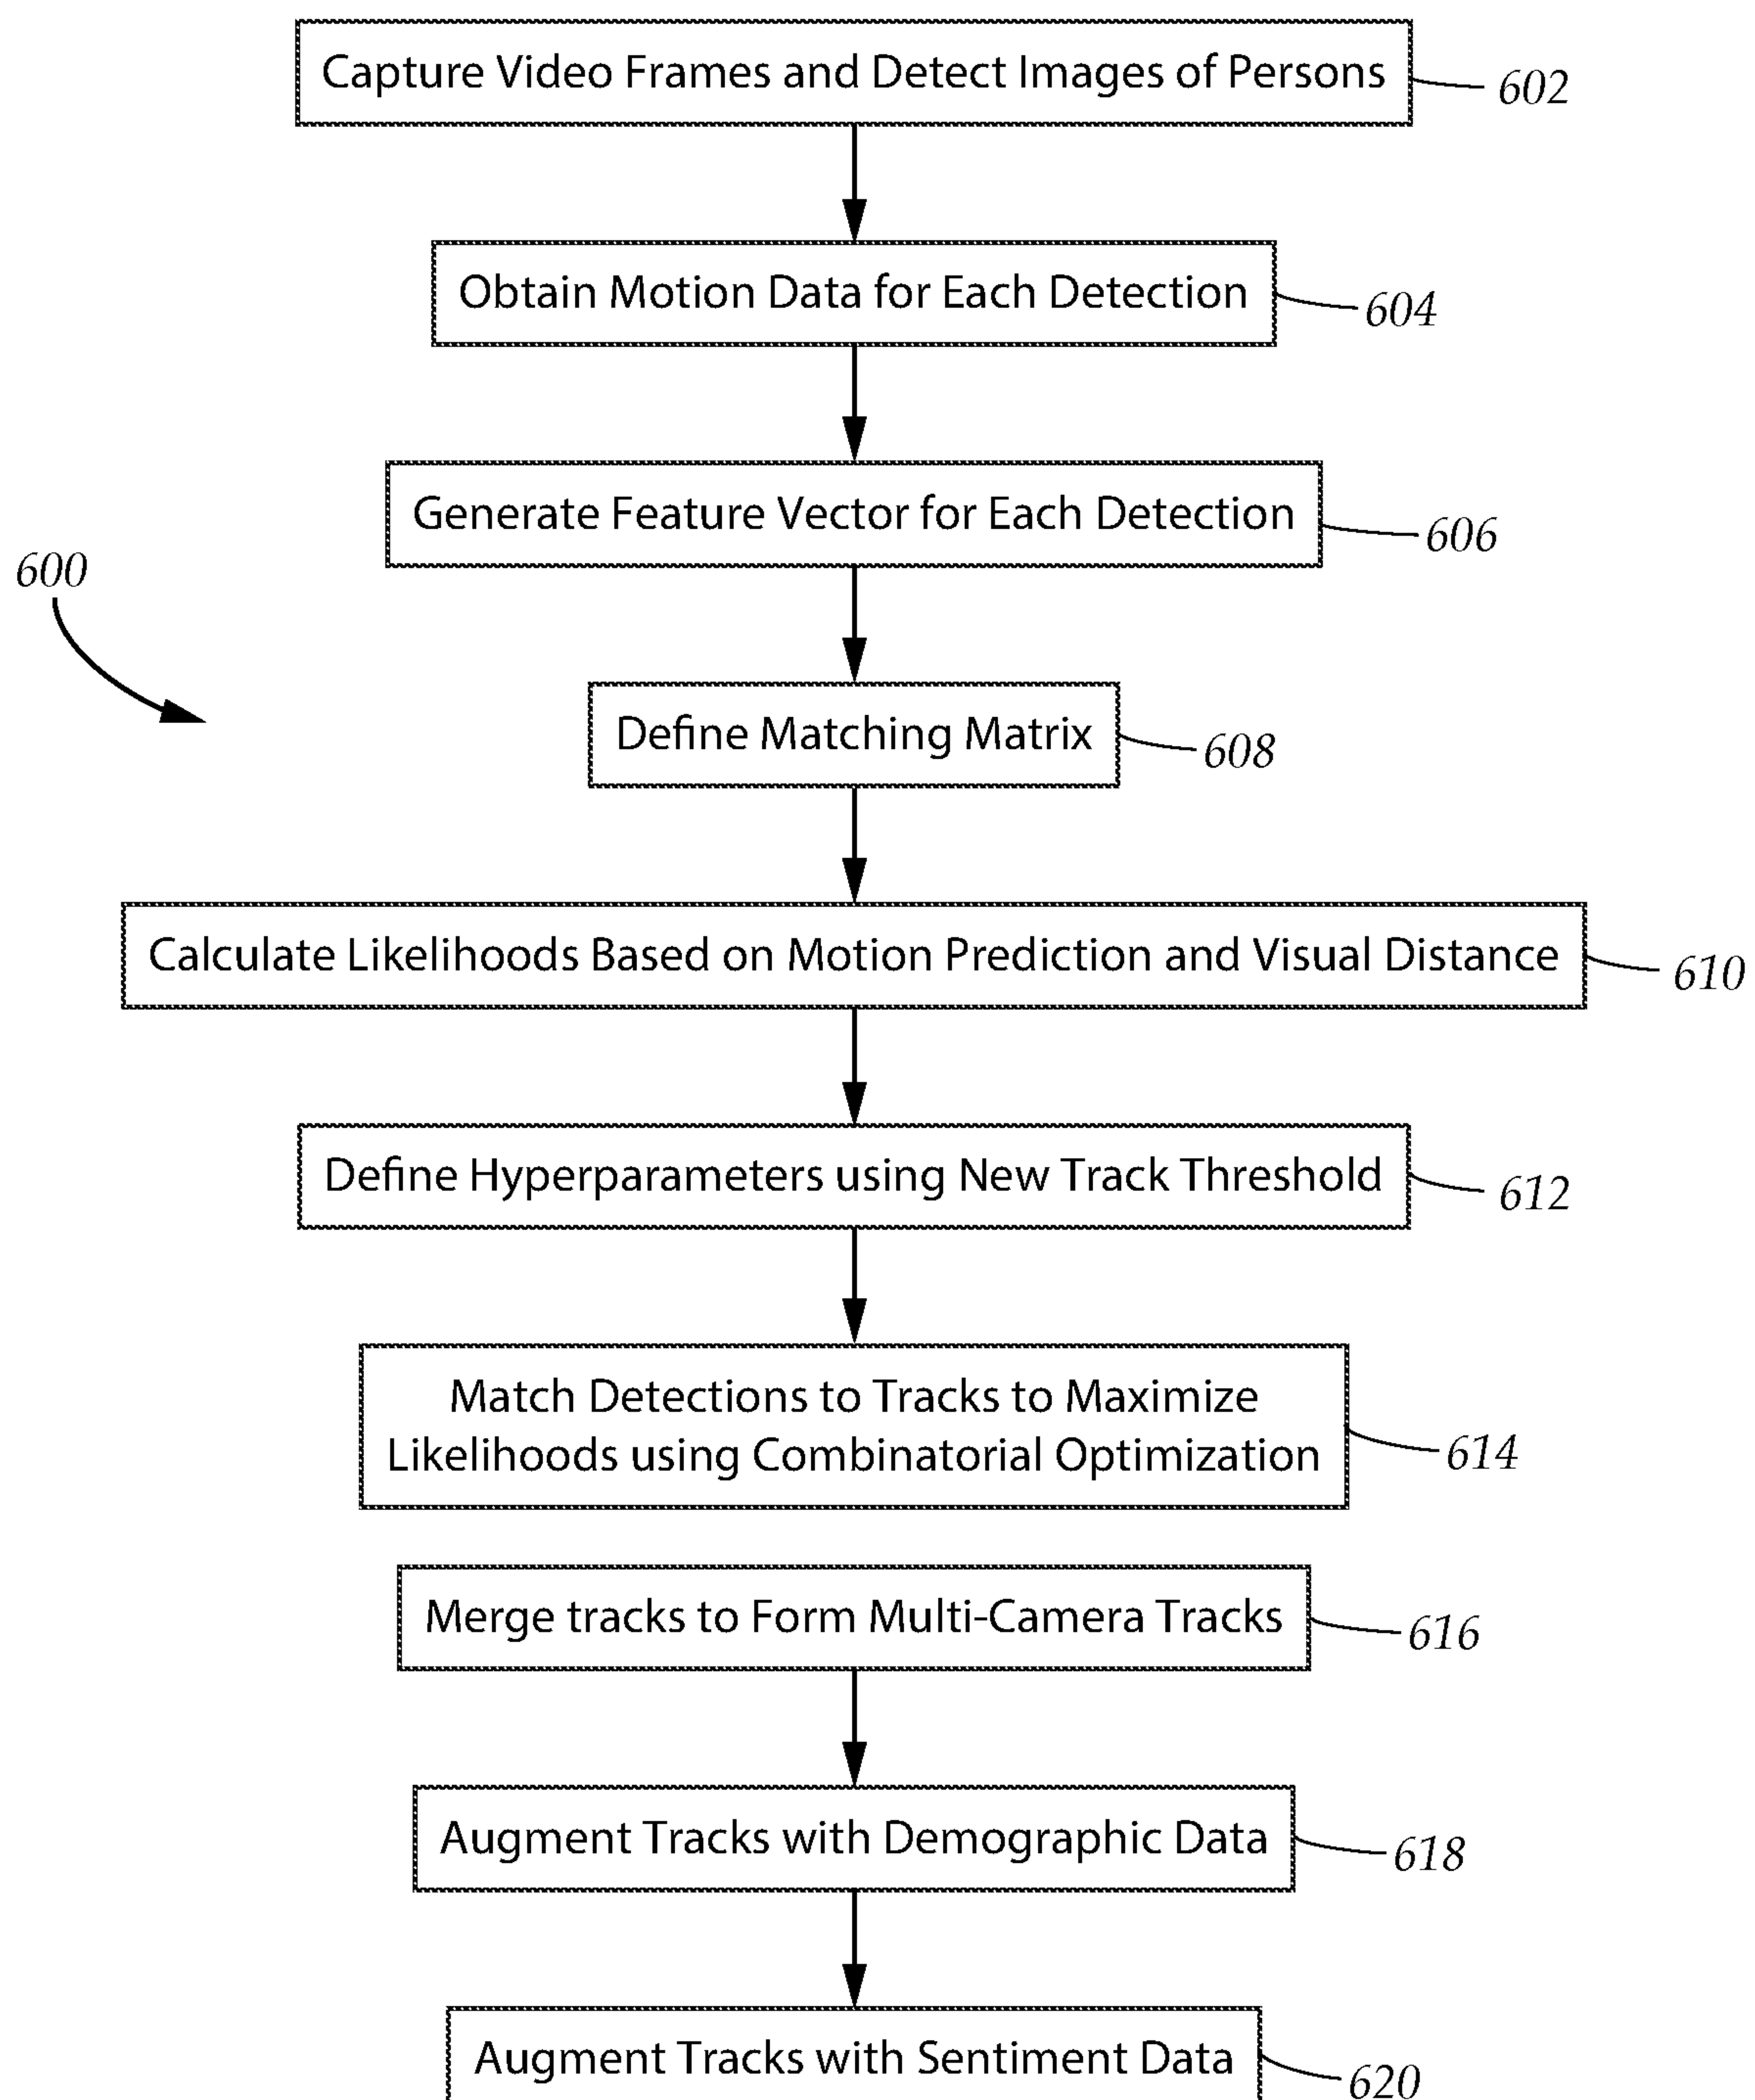 Capture Video Frames and Detect Images of Persons
602
Obtain Motion Data for Each Detection
604
Generate Feature Vector for Each Detection
606
600
Define Matching Matrix
608
Calculate Likelihoods Based on Motion Prediction and Visual Distance
610
Define Hyperparameters using New Track Threshold
612
Match Detections to Tracks to Maximize
Likelihoods using Combinatorial Optimization
614
Merge tracks to Form Multi-Camera Tracks
616
Augment Tracks with Demographic Data
618
Augment Tracks with Sentiment Data
620